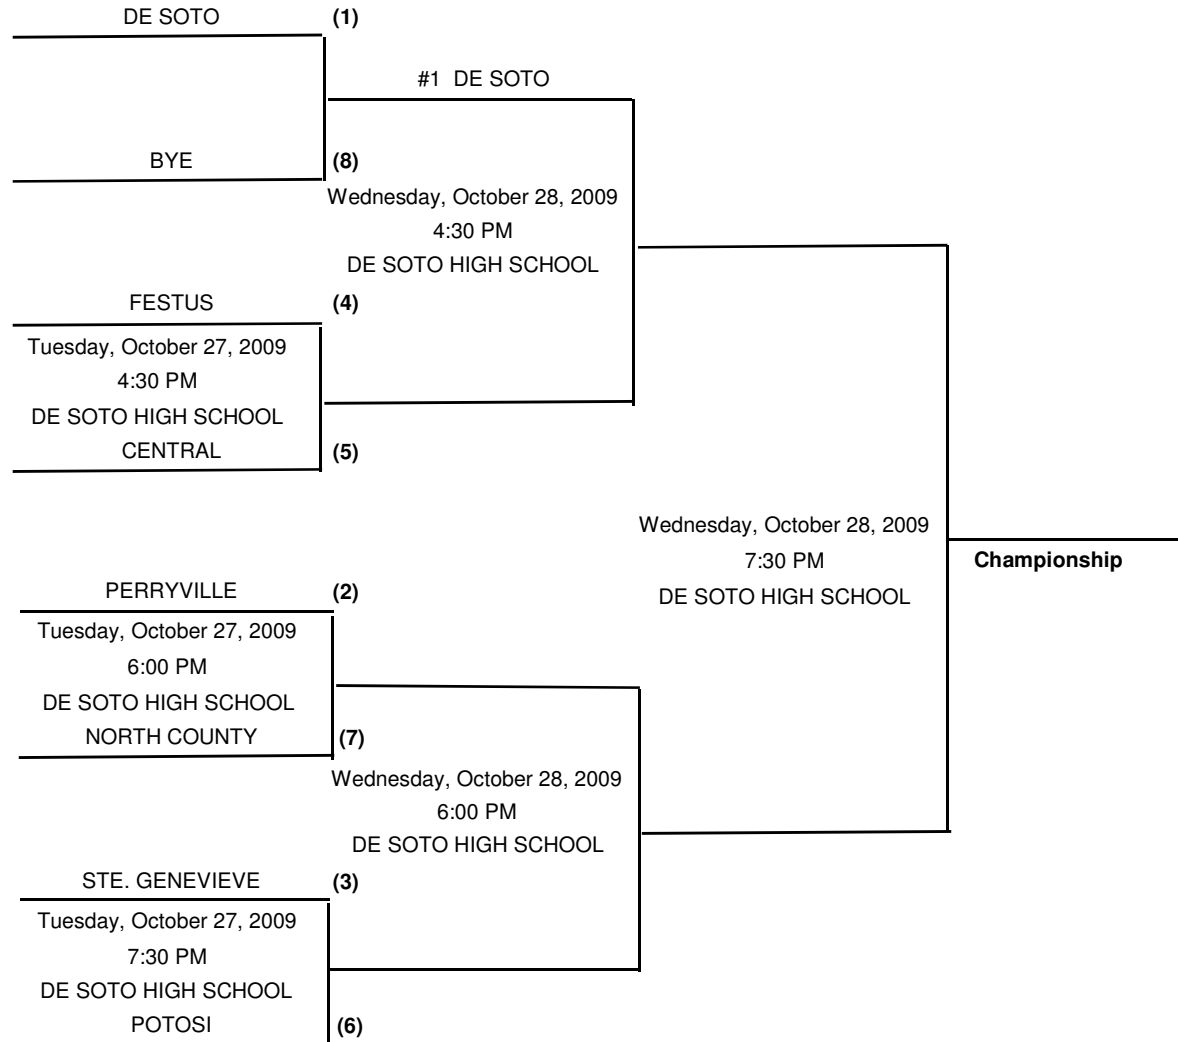 DE SOTO (1)
#1 DE SOTO
BYE (8)
Wednesday, October 28, 2009
4:30 PM
DE SOTO HIGH SCHOOL
FESTUS (4)
Tuesday, October 27, 2009
4:30 PM
DE SOTO HIGH SCHOOL
CENTRAL (5)
Wednesday, October 28, 2009
7:30 PM
DE SOTO HIGH SCHOOL
Championship
PERRYVILLE (2)
Tuesday, October 27, 2009
6:00 PM
DE SOTO HIGH SCHOOL
NORTH COUNTY (7)
Wednesday, October 28, 2009
6:00 PM
DE SOTO HIGH SCHOOL
STE. GENEVIEVE (3)
Tuesday, October 27, 2009
7:30 PM
DE SOTO HIGH SCHOOL
POTOSI (6)